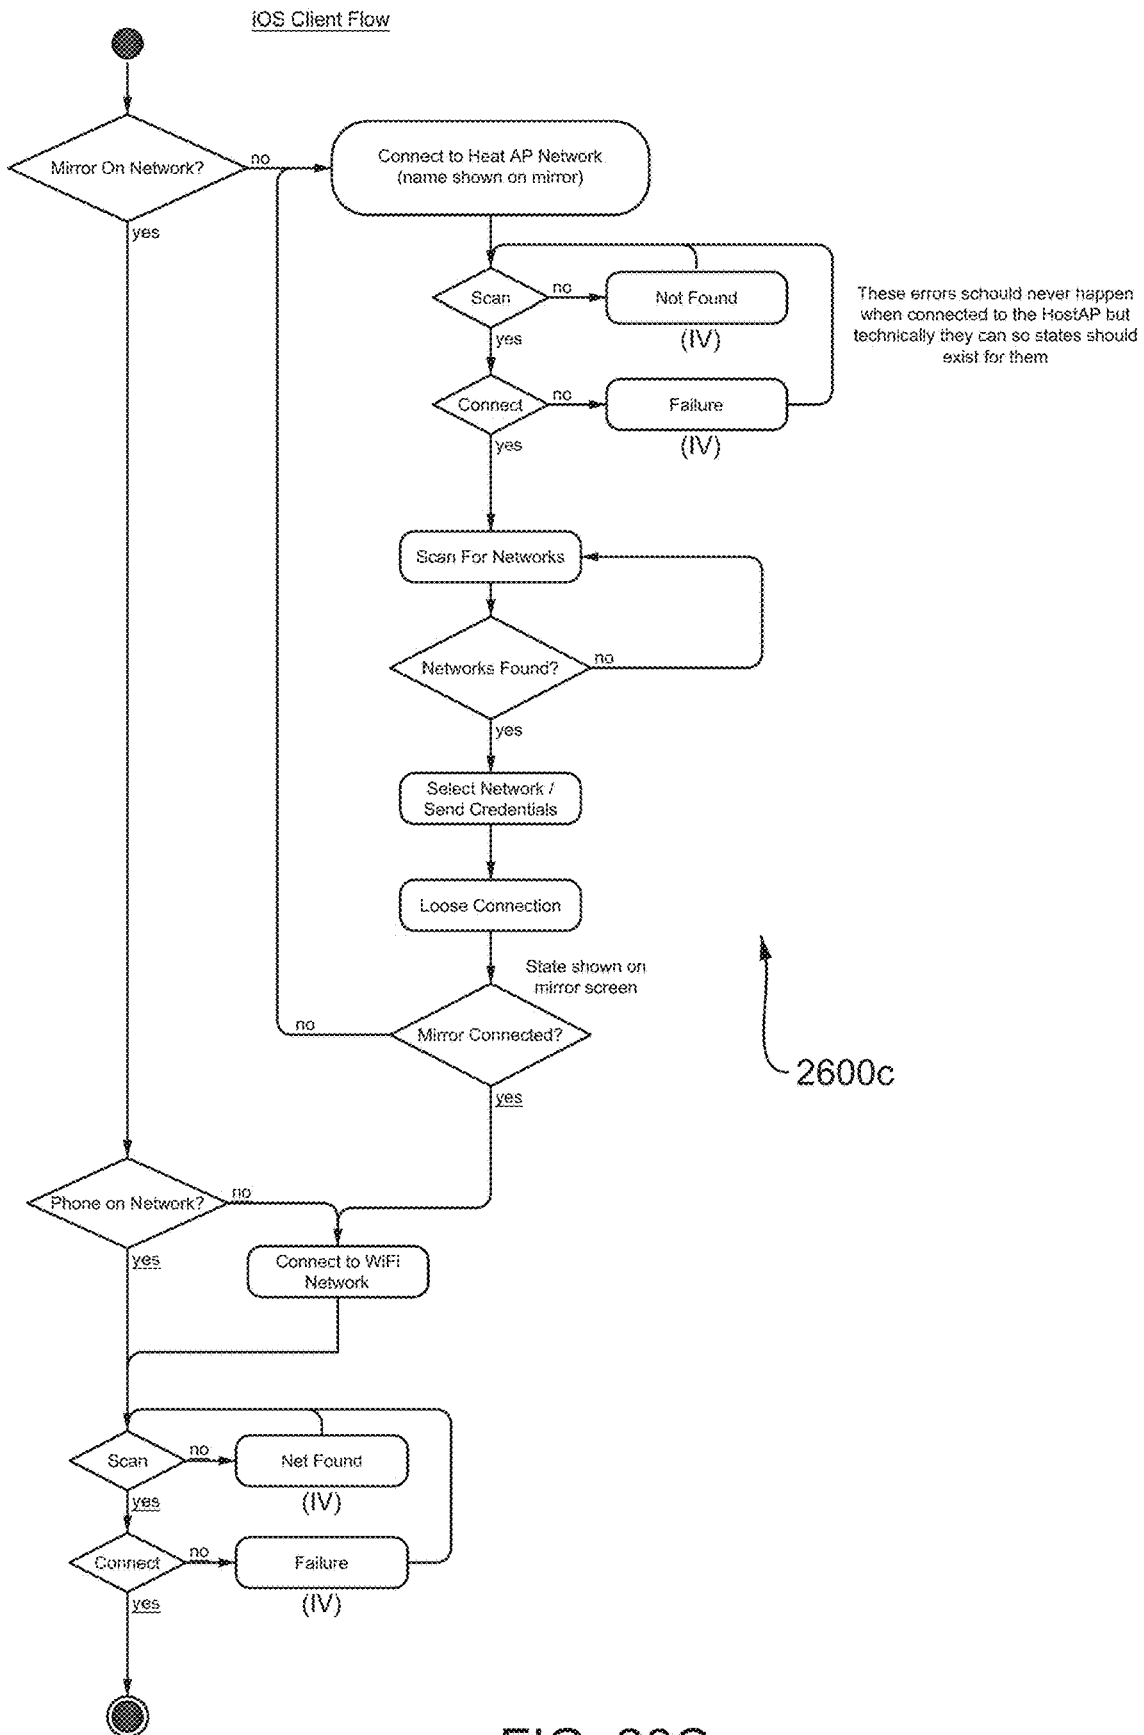 iOS Client Flow
Mirror On Network?
no
yes
Connect to Heat AP Network
(name shown on mirror)
Scan
no
Not Found
(IV)
yes
These errors schould never happen
when connected to the HostAP but
technically they can so states should
exist for them
Connect
no
Failure
(IV)
yes
Scan For Networks
Networks Found?
no
yes
Select Network /
Send Credentials
Loose Connection
State shown on
mirror screen
Mirror Connected?
no
yes
2600c
Phone on Network?
no
yes
Connect to WiFi
Network
Scan
no
Net Found
(IV)
yes
Connect
no
Failure
(IV)
yes